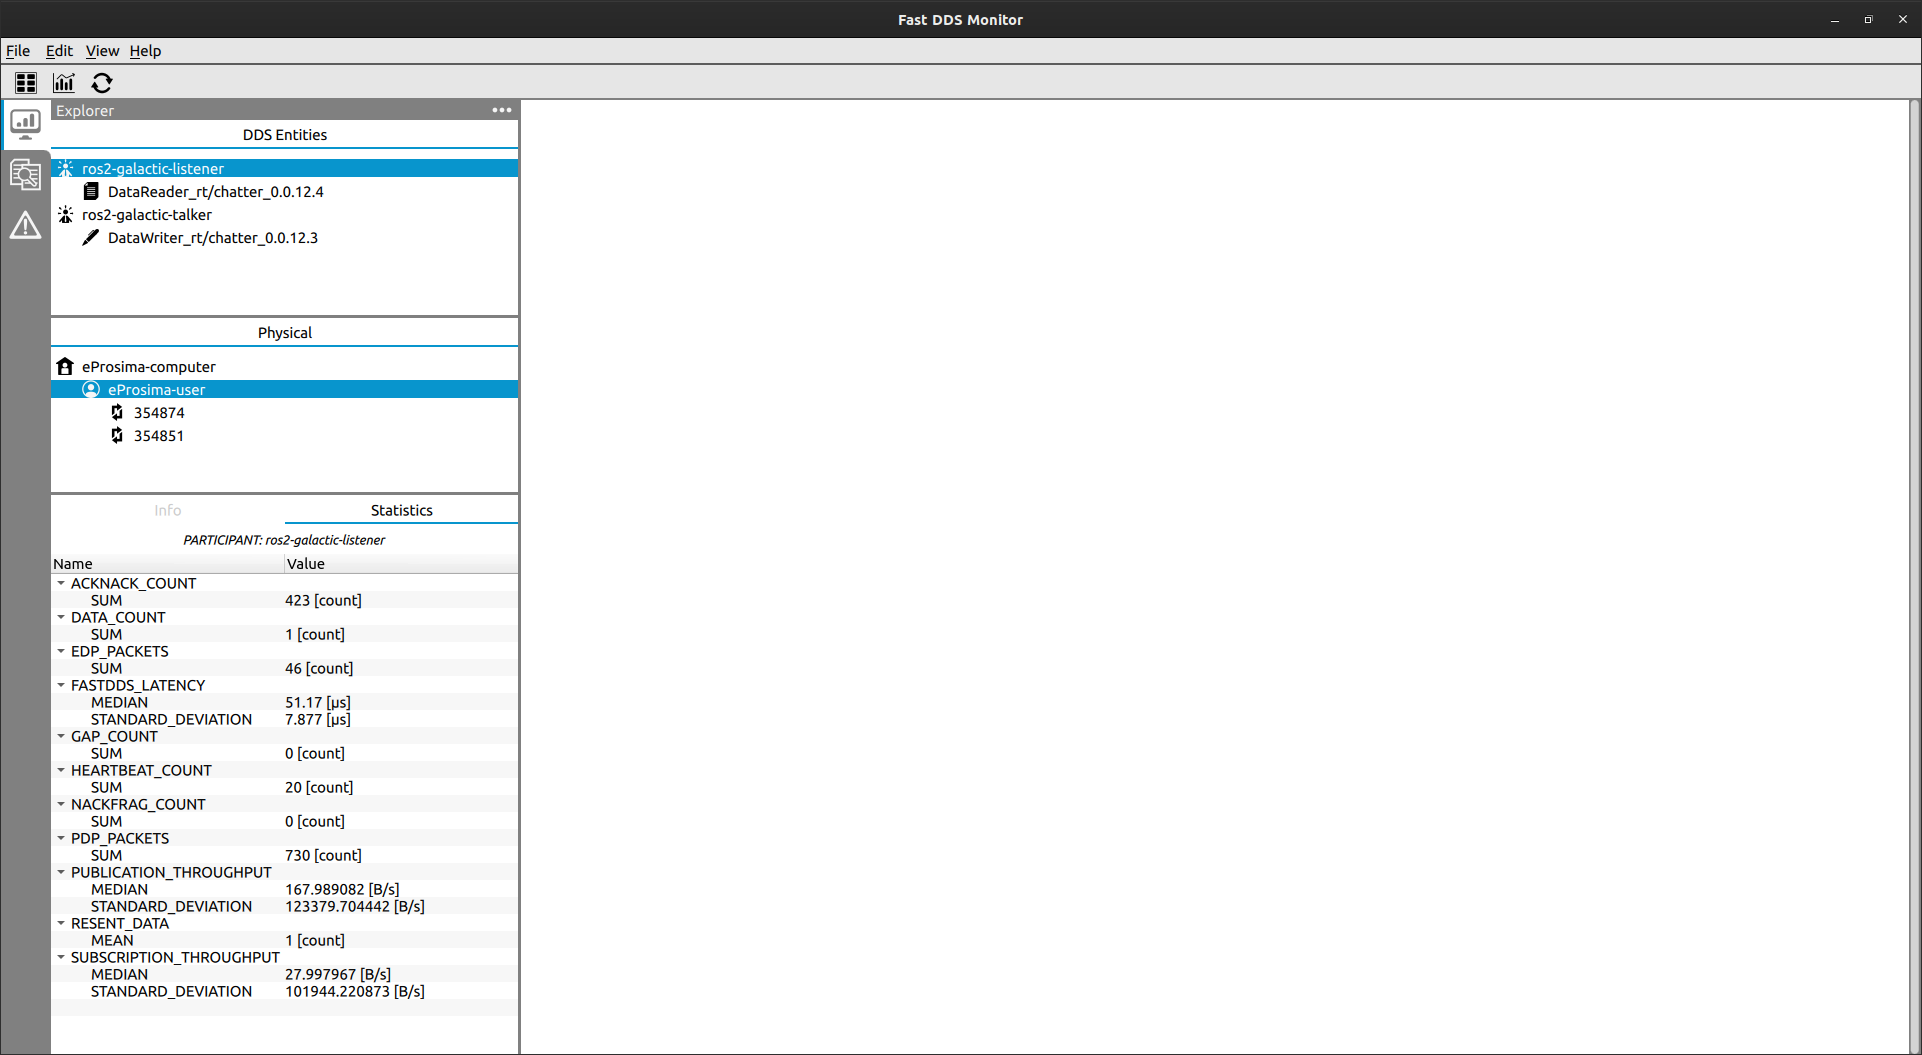 Fast DDS Monitor
File Edit View Help
Explorer
DDS Entities
ros2-galactic-listener
DataReader_rt/chatter_0.0.12.4
ros2-galactic-talker
DataWriter_rt/chatter_0.0.12.3
Physical
eProsima-computer
eProsima-user
354874
354851
Info Statistics
PARTICIPANT: ros2-galactic-listener
Name Value
ACKNACK_COUNT
SUM 423 [count]
DATA_COUNT
SUM 1 [count]
EDP_PACKETS
SUM 46 [count]
FASTDDS_LATENCY
MEDIAN 51.17 [µs]
STANDARD_DEVIATION 7.877 [µs]
GAP_COUNT
SUM 0 [count]
HEARTBEAT_COUNT
SUM 20 [count]
NACKFRAG_COUNT
SUM 0 [count]
PDP_PACKETS
SUM 730 [count]
PUBLICATION_THROUGHPUT
MEDIAN 167.989082 [B/s]
STANDARD_DEVIATION 123379.704442 [B/s]
RESENT_DATA
MEAN 1 [count]
SUBSCRIPTION_THROUGHPUT
MEDIAN 27.997967 [B/s]
STANDARD_DEVIATION 101944.220873 [B/s]